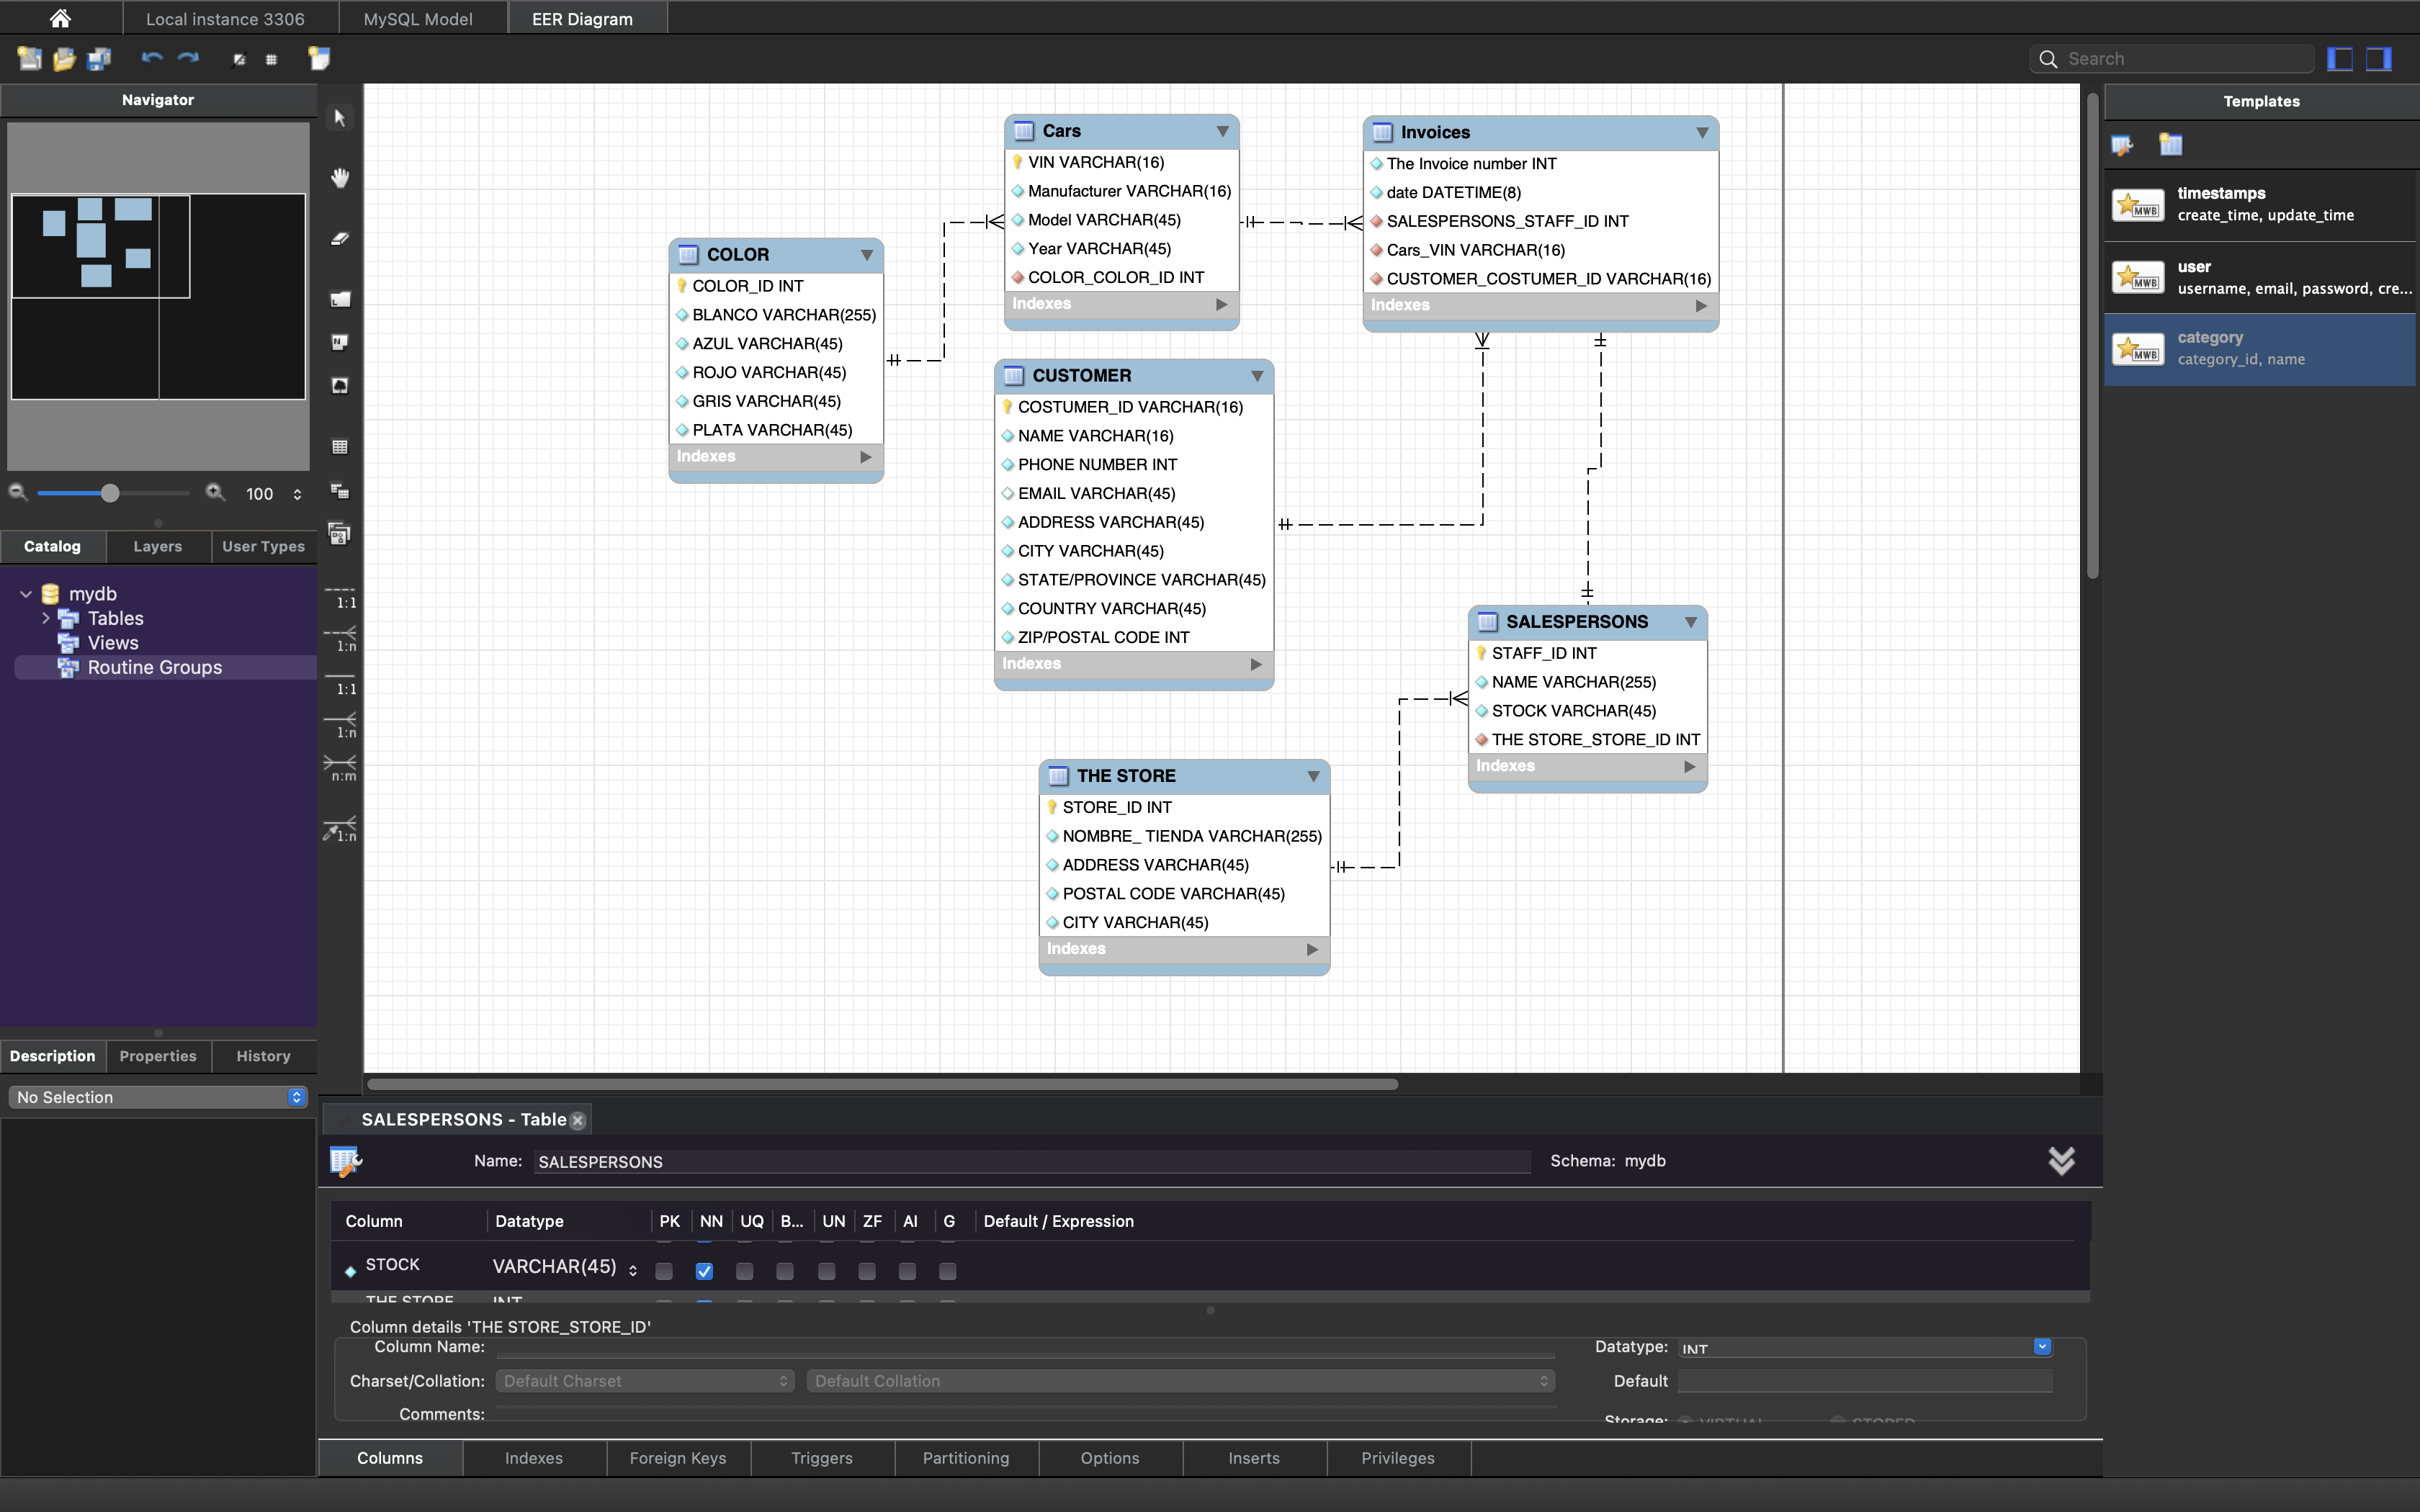 Local instance 3306
MySQL Model
EER Diagram
Search
Navigator
100
Catalog
Layers
User Types
mydb
Tables
Views
Routine Groups
Description
Properties
History
No Selection
1:1
1:n
1:1
1:n
n:m
1:n
COLOR
COLOR_ID INT
BLANCO VARCHAR(255)
AZUL VARCHAR(45)
ROJO VARCHAR(45)
GRIS VARCHAR(45)
PLATA VARCHAR(45)
Indexes
Cars
VIN VARCHAR(16)
Manufacturer VARCHAR(16)
Model VARCHAR(45)
Year VARCHAR(45)
COLOR_COLOR_ID INT
Indexes
Invoices
The Invoice number INT
date DATETIME(8)
SALESPERSONS_STAFF_ID INT
Cars_VIN VARCHAR(16)
CUSTOMER_COSTUMER_ID VARCHAR(16)
Indexes
CUSTOMER
COSTUMER_ID VARCHAR(16)
NAME VARCHAR(16)
PHONE NUMBER INT
EMAIL VARCHAR(45)
ADDRESS VARCHAR(45)
CITY VARCHAR(45)
STATE/PROVINCE VARCHAR(45)
COUNTRY VARCHAR(45)
ZIP/POSTAL CODE INT
Indexes
SALESPERSONS
STAFF_ID INT
NAME VARCHAR(255)
STOCK VARCHAR(45)
THE STORE_STORE_ID INT
Indexes
THE STORE
STORE_ID INT
NOMBRE_ TIENDA VARCHAR(255)
ADDRESS VARCHAR(45)
POSTAL CODE VARCHAR(45)
CITY VARCHAR(45)
Indexes
Templates
MWB
timestamps
create_time, update_time
MWB
user
username, email, password, cre...
MWB
category
category_id, name
SALESPERSONS - Table
Name: SALESPERSONS
Schema: mydb
Column Datatype PK NN UQ B... UN ZF AI G Default / Expression
STOCK VARCHAR(45)
THE STORE INT
Column details 'THE STORE_STORE_ID'
Column Name:
Datatype: INT
Charset/Collation: Default Charset Default Collation
Default
Comments:
Storage: VIRTUAL STORED
Columns
Indexes
Foreign Keys
Triggers
Partitioning
Options
Inserts
Privileges